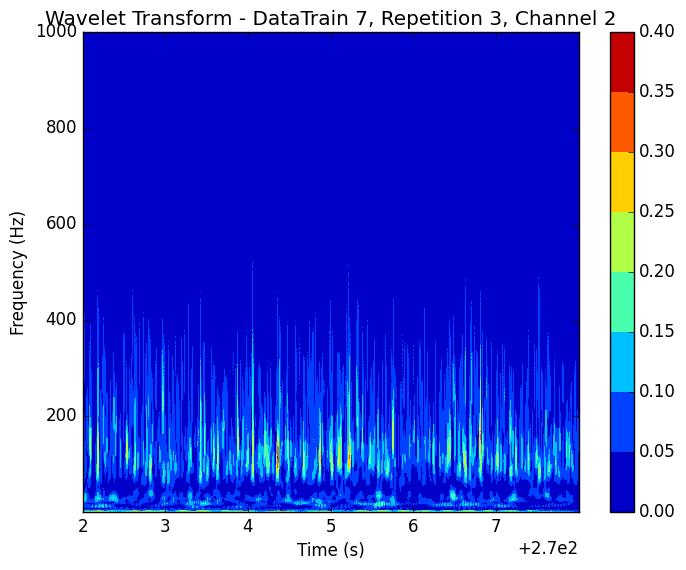 Wavelet Transform - DataTrain 7, Repetition 3, Channel 2
1000
800
600
400
200
Frequency (Hz)
2 3 4 5 6 7
Time (s)
+2.7e2
0.40
0.35
0.30
0.25
0.20
0.15
0.10
0.05
0.00